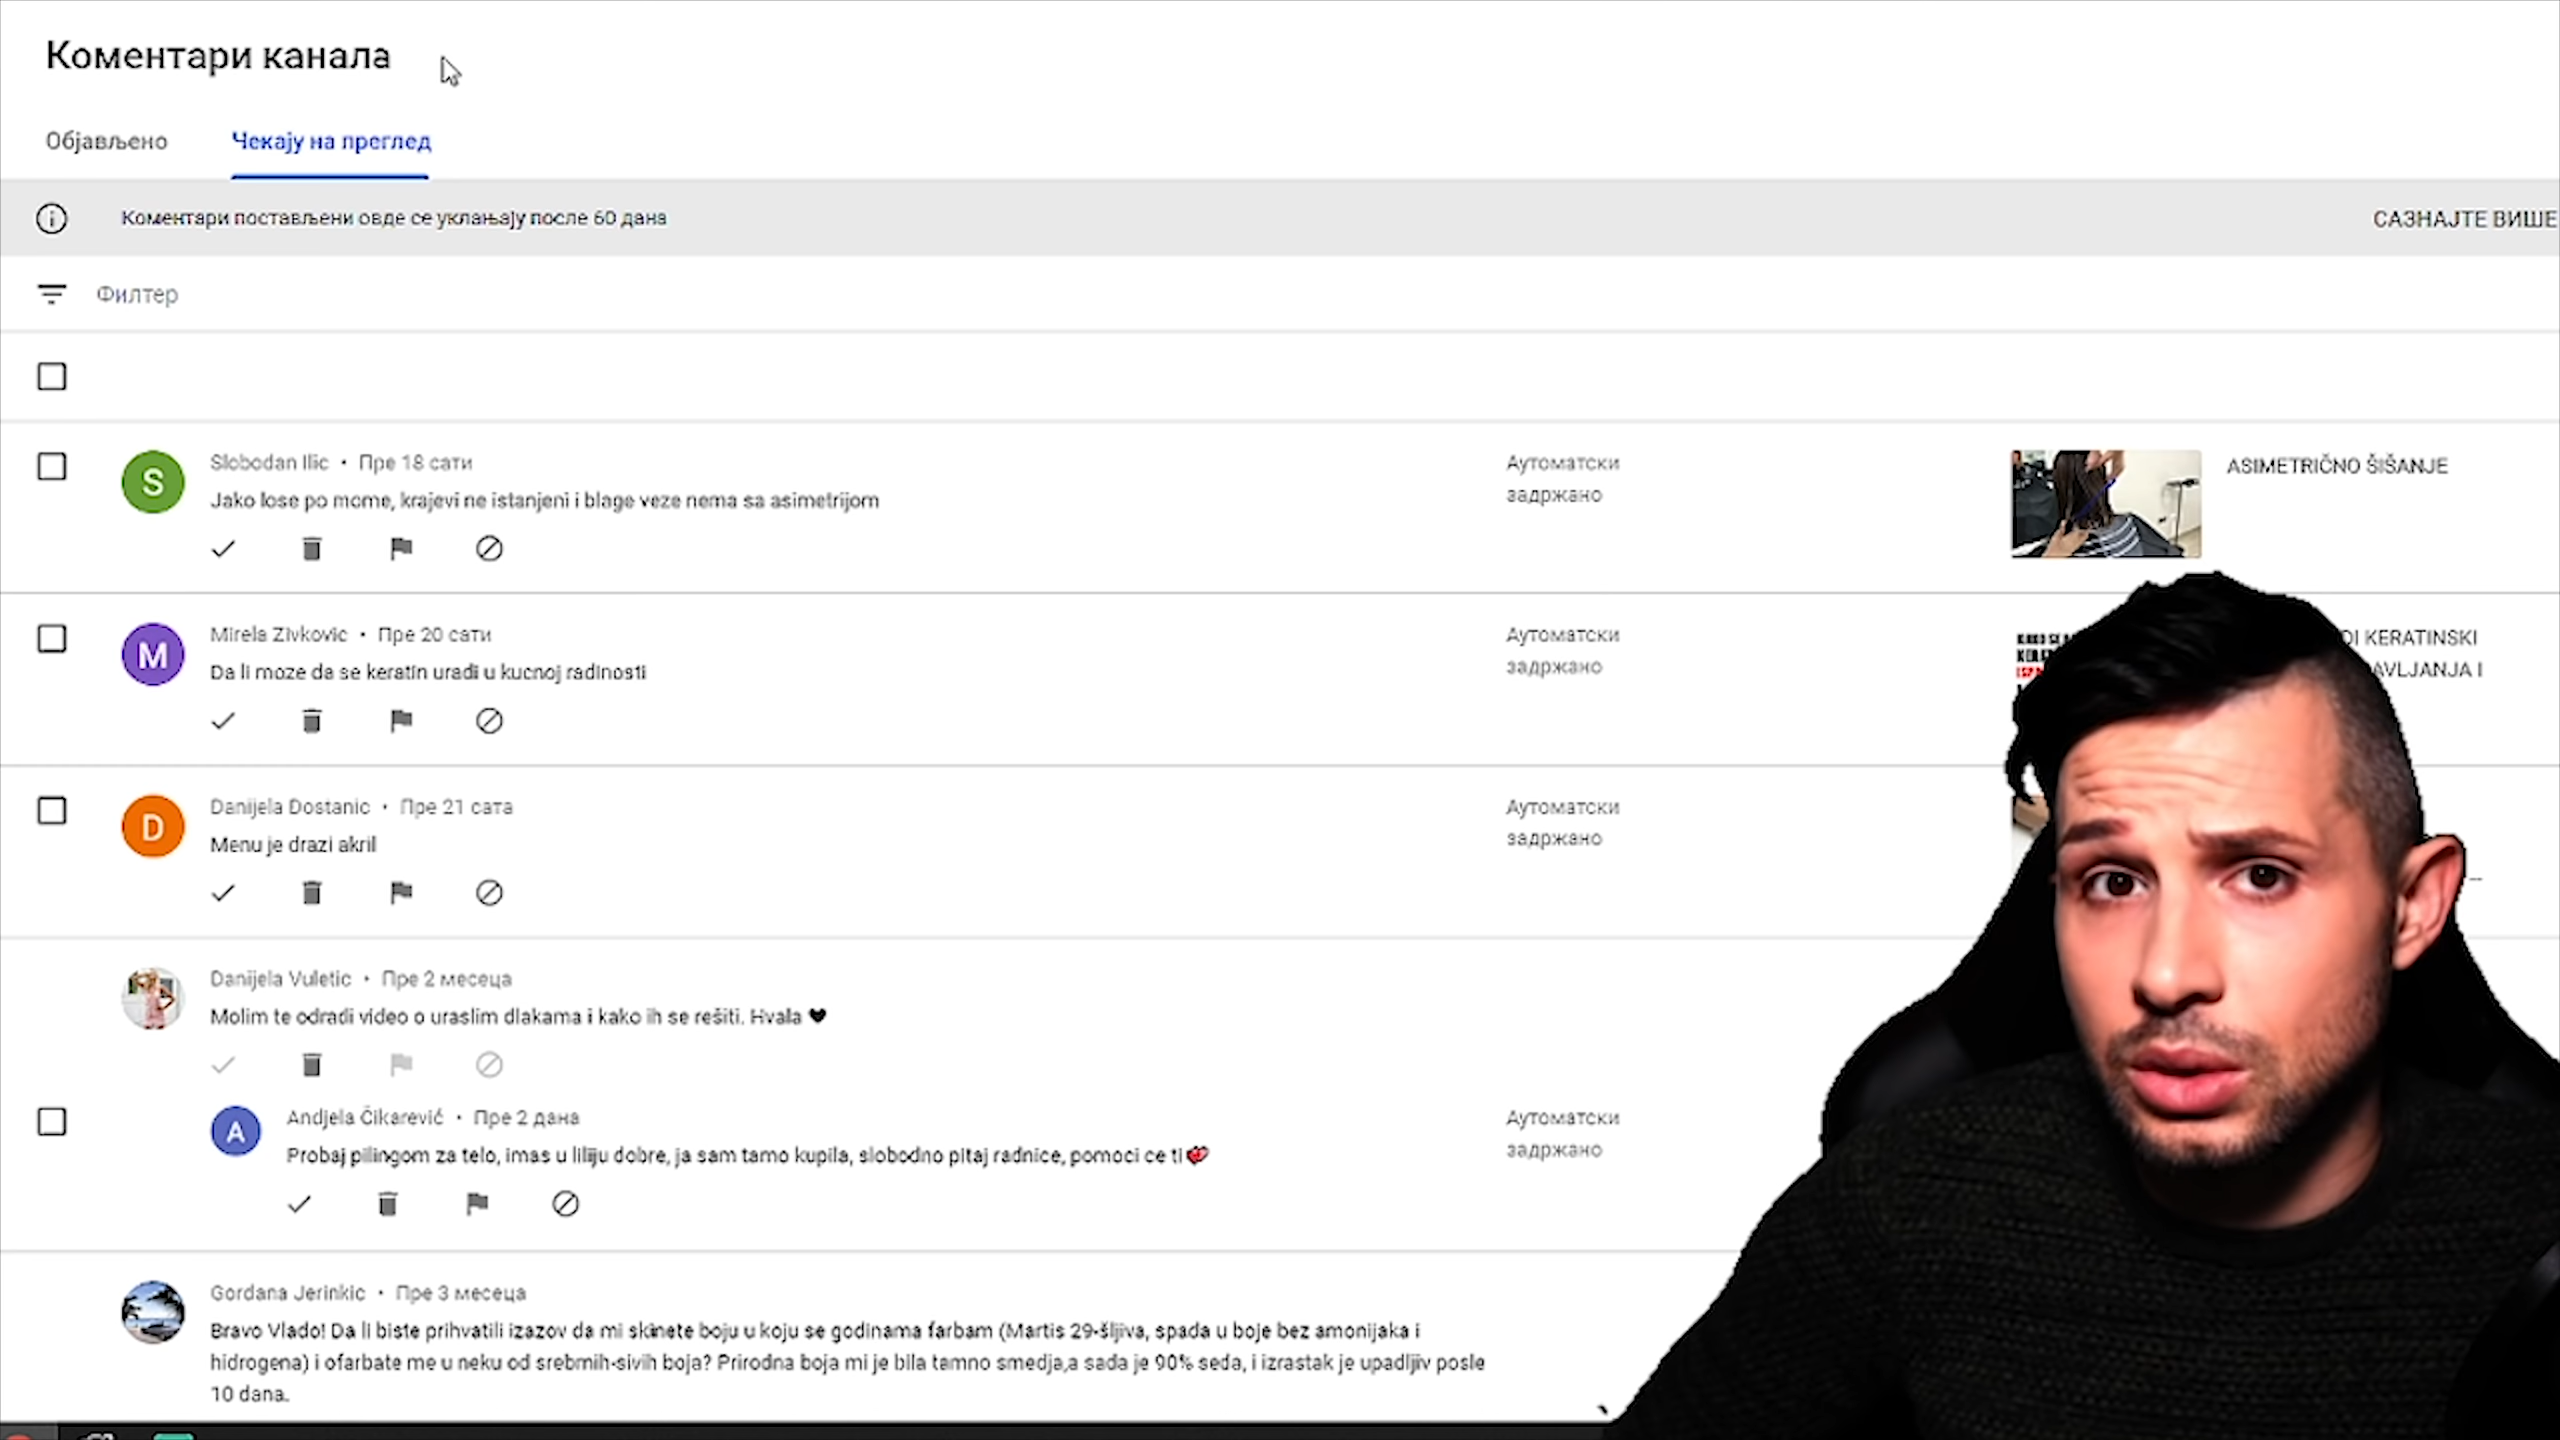 Коментари канала
Објављено
Чекају на преглед
Коментари постављени овде се уклањају после 60 дана
САЗНАЈТЕ ВИШЕ
Филтер
S
Slobodan Ilic • Пре 18 сати
Jako lose po mome, krajevi ne istanjeni i blage veze nema sa asimetrijom
Аутоматски
задржано
ASIMETRIČNO ŠIŠANJE
M
Mirela Zivkovic • Пре 20 сати
Da li moze da se keratin uradi u kucnoj radinosti
Аутоматски
задржано
KERATINSKI
D
Danijela Dostanic • Пре 21 сата
Menu je drazi akril
Аутоматски
задржано
Danijela Vuletic • Пре 2 месеца
Molim te odradi video o uraslim dlakama i kako ih se rešiti. Hvala 🖤
A
Andjela Čikarević • Пре 2 дана
Probaj pilingom za telo, imas u liliju dobre, ja sam tamo kupila, slobodno pitaj radnice, pomoci ce ti💕
Аутоматски
задржано
Gordana Jerinkic • Пре 3 месеца
Bravo Vlado! Da li biste prihvatili izazov da mi skinete boju u koju se godinama farbam (Martis 29-šljiva, spada u boje bez amonijaka i
hidrogena) i ofarbate me u neku od srebrnih-sivih boja? Prirodna boja mi je bila tamno smedja,a sada je 90% seda, i izrastak je upadljiv posle
10 dana.